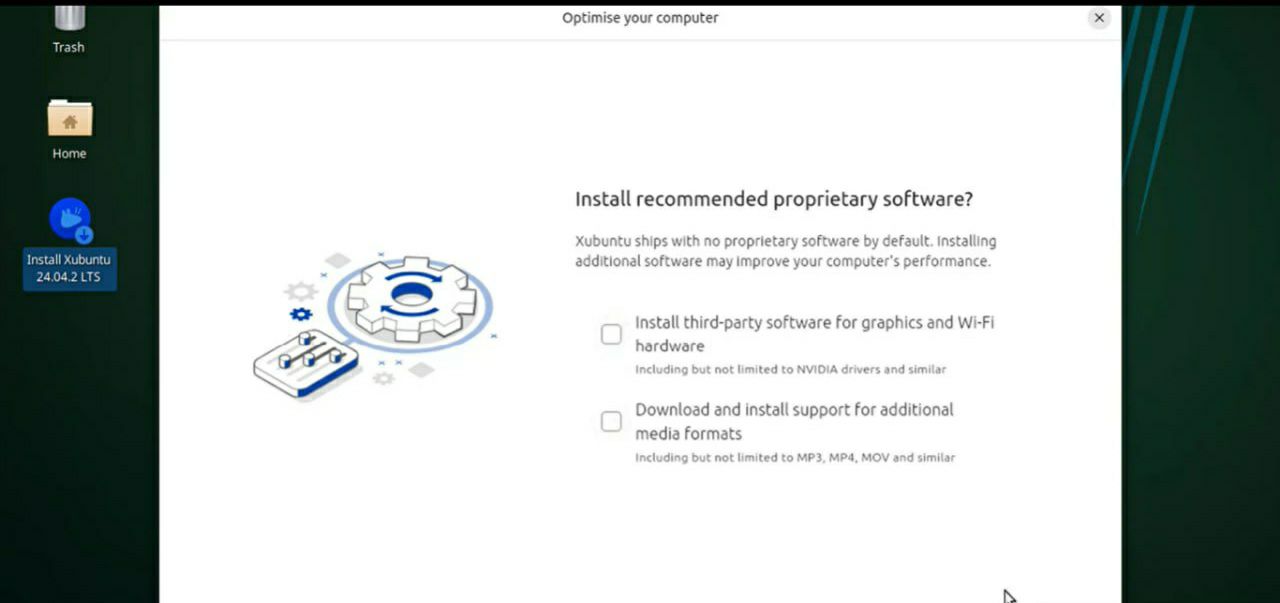 Optimise your computer
Trash
Home
Install Xubuntu
24.04.2 LTS
Install recommended proprietary software?
Xubuntu ships with no proprietary software by default. Installing
additional software may improve your computer's performance.
Install third-party software for graphics and Wi-Fi
hardware
Including but not limited to NVIDIA drivers and similar
Download and install support for additional
media formats
Including but not limited to MP3, MP4, MOV and similar